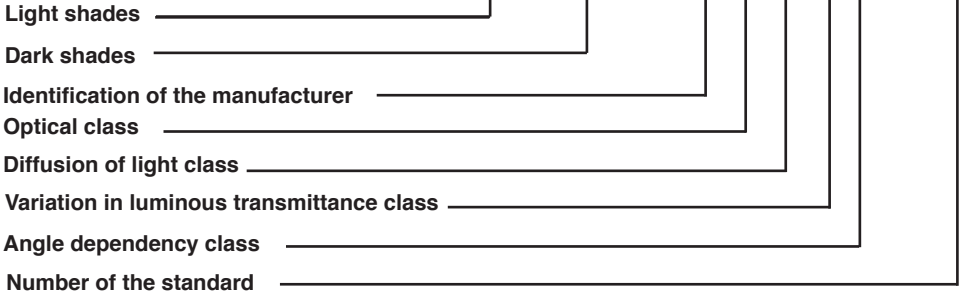 Light shades
Dark shades
Identification of the manufacturer
Optical class
Diffusion of light class
Variation in luminous transmittance class
Angle dependency class
Number of the standard